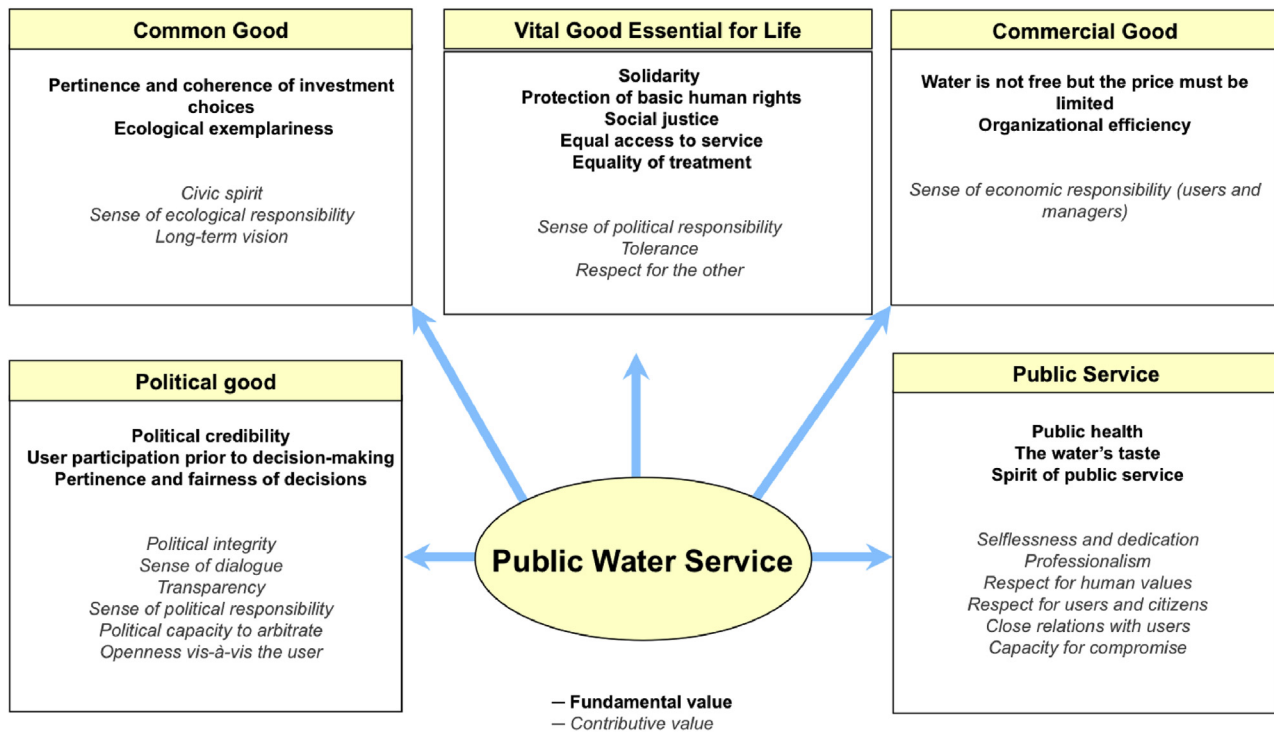 Common Good
Pertinence and coherence of investment
choices
Ecological exemplariness
Civic spirit
Sense of ecological responsibility
Long-term vision
Vital Good Essential for Life
Solidarity
Protection of basic human rights
Social justice
Equal access to service
Equality of treatment
Sense of political responsibility
Tolerance
Respect for the other
Commercial Good
Water is not free but the price must be
limited
Organizational efficiency
Sense of economic responsibility (users and
managers)
Political good
Political credibility
User participation prior to decision-making
Pertinence and fairness of decisions
Political integrity
Sense of dialogue
Transparency
Sense of political responsibility
Political capacity to arbitrate
Openness vis-à-vis the user
Public Water Service
Public Service
Public health
The water's taste
Spirit of public service
Selflessness and dedication
Professionalism
Respect for human values
Respect for users and citizens
Close relations with users
Capacity for compromise
— Fundamental value
— Contributive value